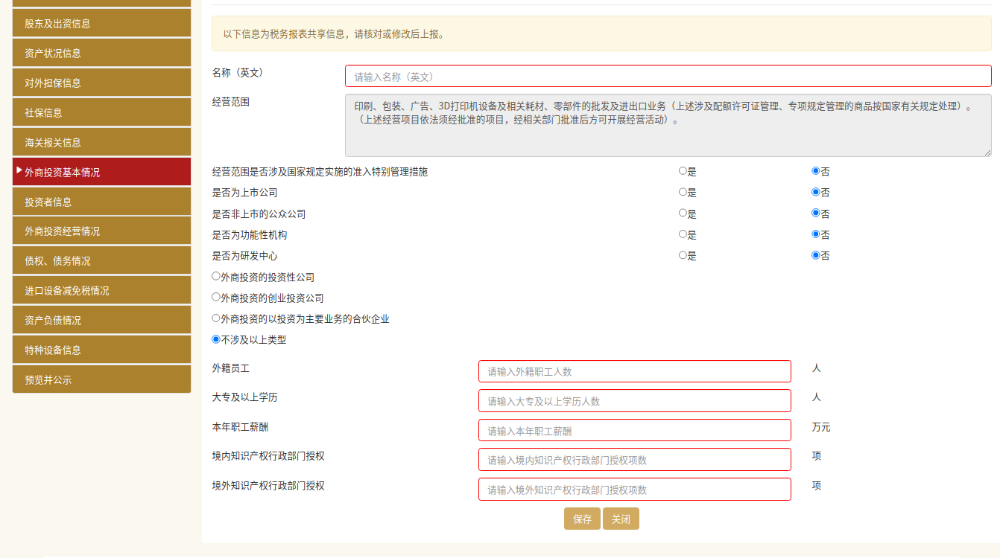 股东及出资信息
资产状况信息
对外担保信息
社保信息
海关报关信息
外商投资基本情况
投资者信息
外商投资经营情况
债权、债务情况
进口设备减免税情况
资产负债情况
特种设备信息
预览并公示
以下信息为税务报表共享信息，请核对或修改后上报。
名称（英文） 请输入名称（英文）
经营范围 印刷、包装、广告、3D打印机设备及相关耗材、零部件的批发及进出口业务（上述涉及配额许可证管理、专项规定管理的商品按国家有关规定处理）。
（上述经营项目依法须经批准的项目，经相关部门批准后方可开展经营活动）。
经营范围是否涉及国家规定实施的准入特别管理措施 是 否
是否为上市公司 是 否
是否非上市的公众公司 是 否
是否为功能性机构 是 否
是否为研发中心 是 否
外商投资的投资性公司
外商投资的创业投资公司
外商投资的以投资为主要业务的合伙企业
不涉及以上类型
外籍员工 请输入外籍职工人数 人
大专及以上学历 请输入大专及以上学历人数 人
本年职工薪酬 请输入本年职工薪酬 万元
境内知识产权行政部门授权 请输入境内知识产权行政部门授权项数 项
境外知识产权行政部门授权 请输入境外知识产权行政部门授权项数 项
保存 关闭